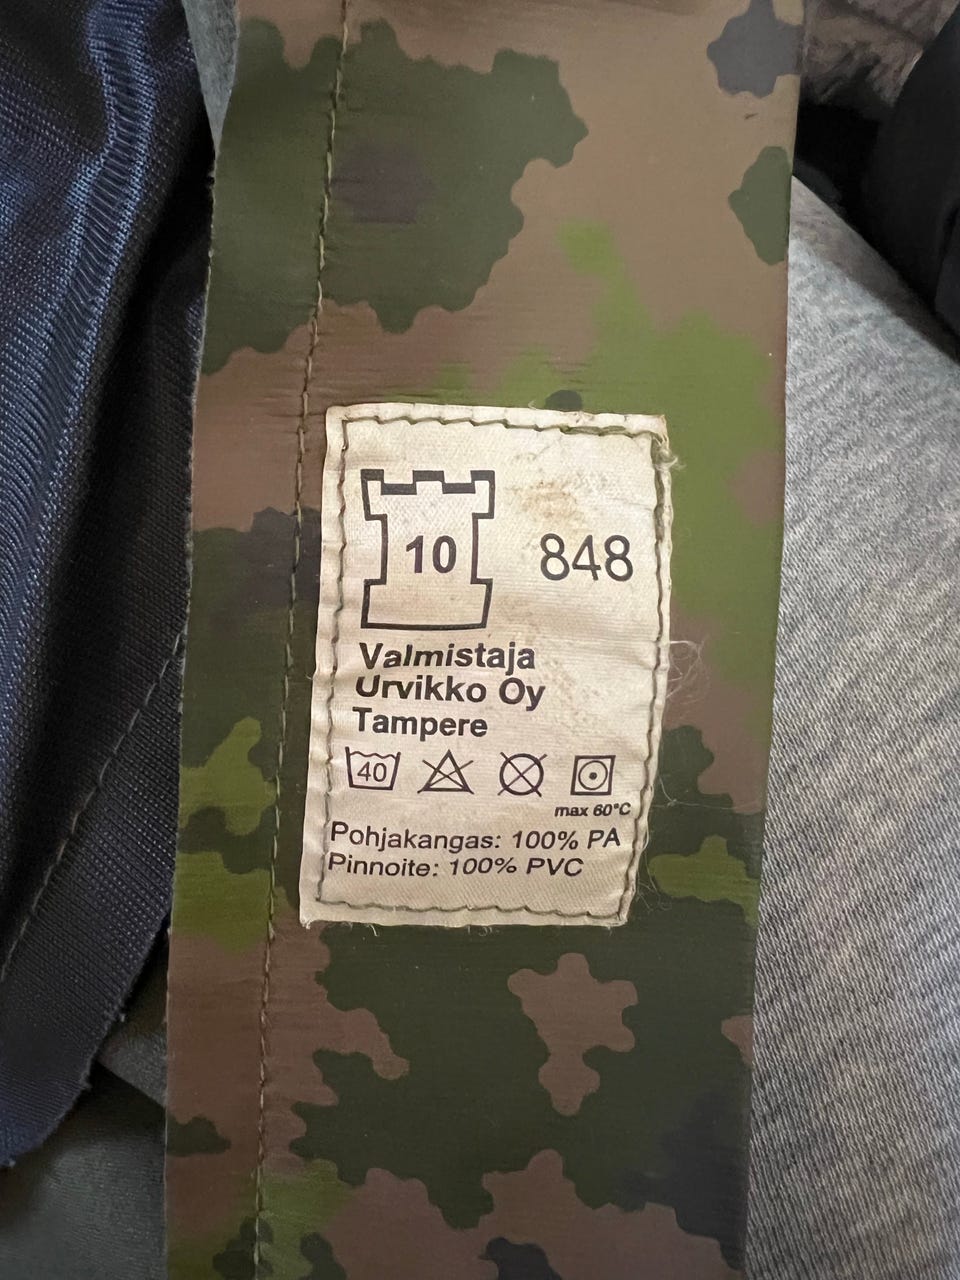 10 848
Valmistaja
Urvikko Oy
Tampere
40
max 60°C
Pohjakangas: 100% PA
Pinnoite: 100% PVC